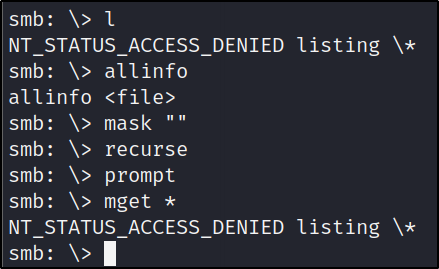 smb: \> l
NT_STATUS_ACCESS_DENIED listing \*
smb: \> allinfo
allinfo <file>
smb: \> mask ""
smb: \> recurse
smb: \> prompt
smb: \> mget *
NT_STATUS_ACCESS_DENIED listing \*
smb: \>